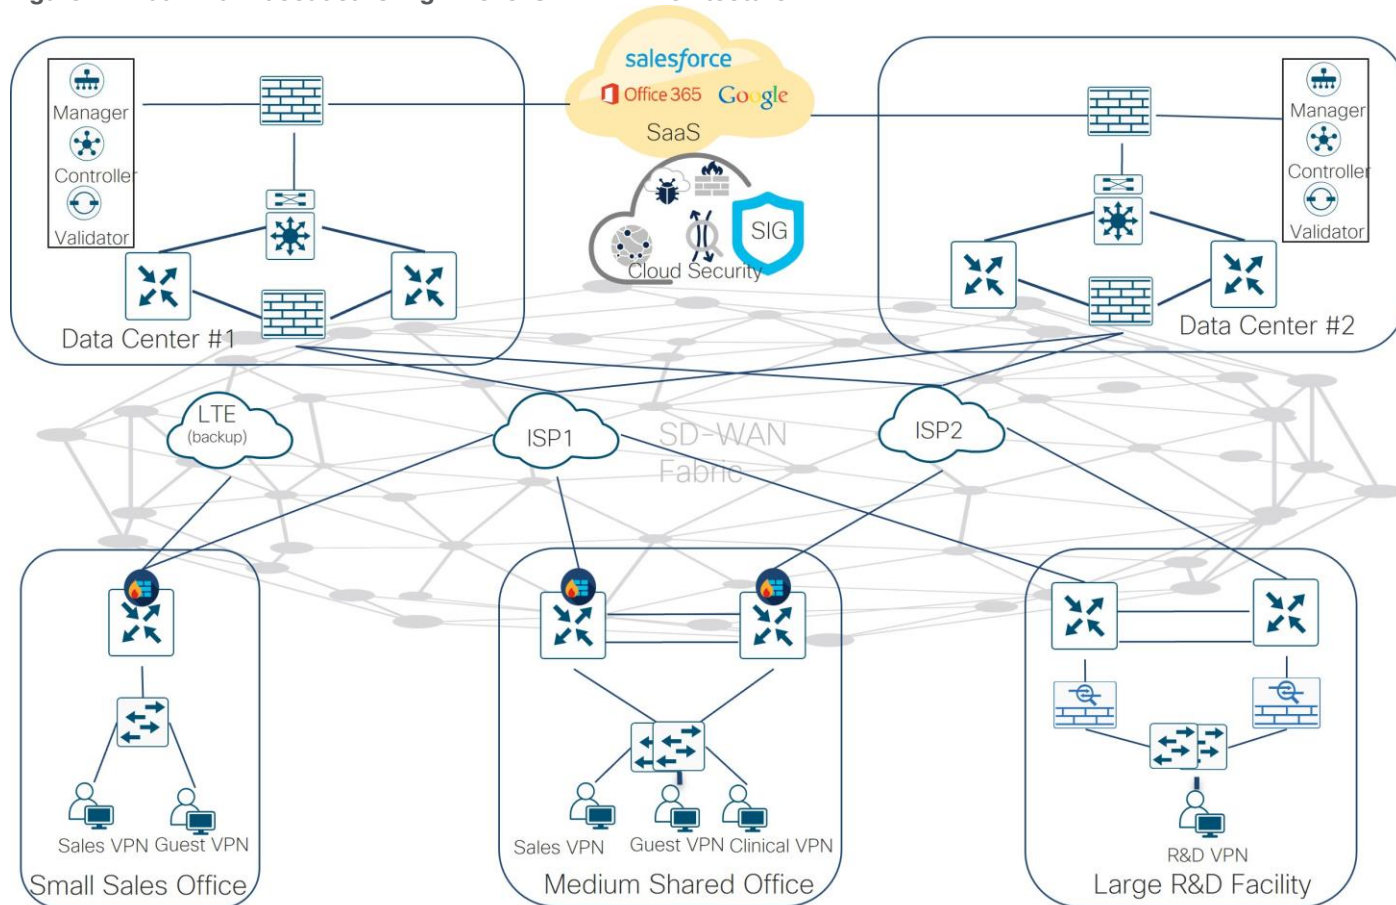 Manager
Controller
Validator
Data Center #1
salesforce
Office 365 Google
SaaS
SIG
Cloud Security
Manager
Controller
Validator
Data Center #2
LTE
(backup)
ISP1
ISP2
SD-WAN
Fabric
Sales VPN Guest VPN
Small Sales Office
Sales VPN Guest VPN Clinical VPN
Medium Shared Office
R&D VPN
Large R&D Facility